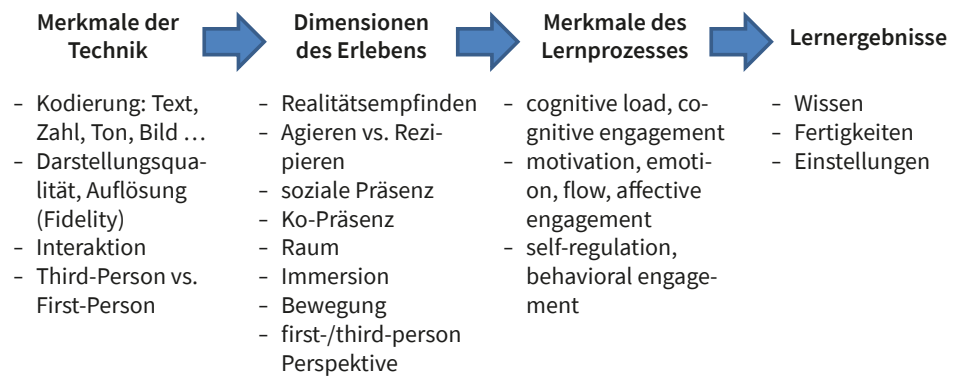 Merkmale der
Technik
Dimensionen
des Erlebens
Merkmale des
Lernprozesses
Lernergebnisse
– Kodierung: Text,
Zahl, Ton, Bild …
– Darstellungsqua-
lität, Auflösung
(Fidelity)
– Interaktion
– Third-Person vs.
First-Person
– Realitätsempfinden
– Agieren vs. Rezi-
pieren
– soziale Präsenz
– Ko-Präsenz
– Raum
– Immersion
– Bewegung
– first-/third-person
Perspektive
– cognitive load, co-
gnitive engagement
– motivation, emoti-
on, flow, affective
engagement
– self-regulation,
behavioral engage-
ment
– Wissen
– Fertigkeiten
– Einstellungen